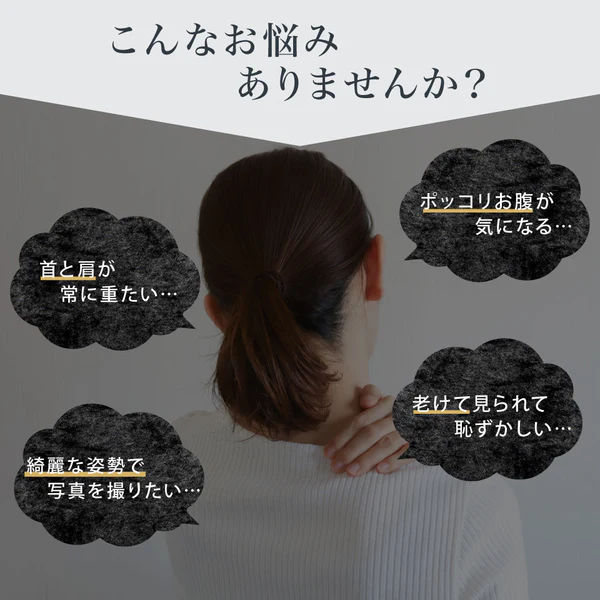 こんなお悩み
ありませんか？
ポッコリお腹が
気になる…
首と肩が
常に重たい…
老けて見られて
恥ずかしい…
綺麗な姿勢で
写真を撮りたい…